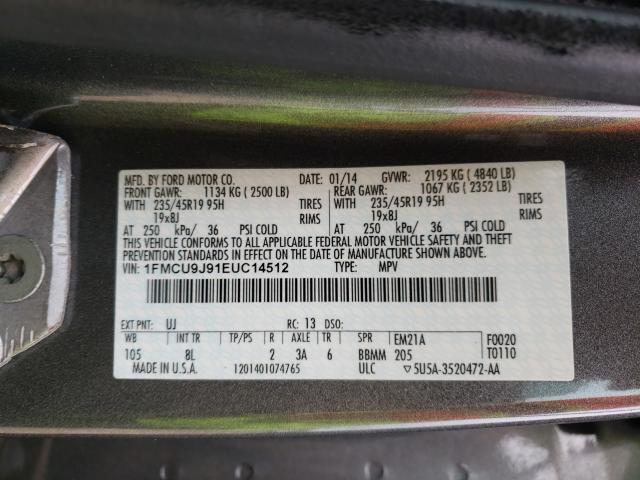 MFD. BY FORD MOTOR CO. DATE: 01/14 GVWR: 2195 KG ( 4840 LB)
FRONT GAWR: 1134 KG ( 2500 LB) REAR GAWR: 1067 KG ( 2352 LB)
WITH 235/45R19 95H TIRES WITH 235/45R19 95H TIRES
19x8J RIMS 19x8J RIMS
AT 250 kPa/ 36 PSI COLD AT 250 kPa/ 36 PSI COLD
THIS VEHICLE CONFORMS TO ALL APPLICABLE FEDERAL MOTOR VEHICLE SAFETY AND THEFT
PREVENTION STANDARDS IN EFFECT ON THE DATE OF MANUFACTURE SHOWN ABOVE.
VIN: 1FMCU9J91EUC14512 TYPE: MPV
EXT PNT: UJ RC: 13 DSO:
WB INT TR TP/PS R AXLE TR SPR EM21A F0020
105 8L 2 3A 6 BBMM 205 T0110
MADE IN U.S.A. 1201401074765 ULC ▽5U5A-3520472-AA